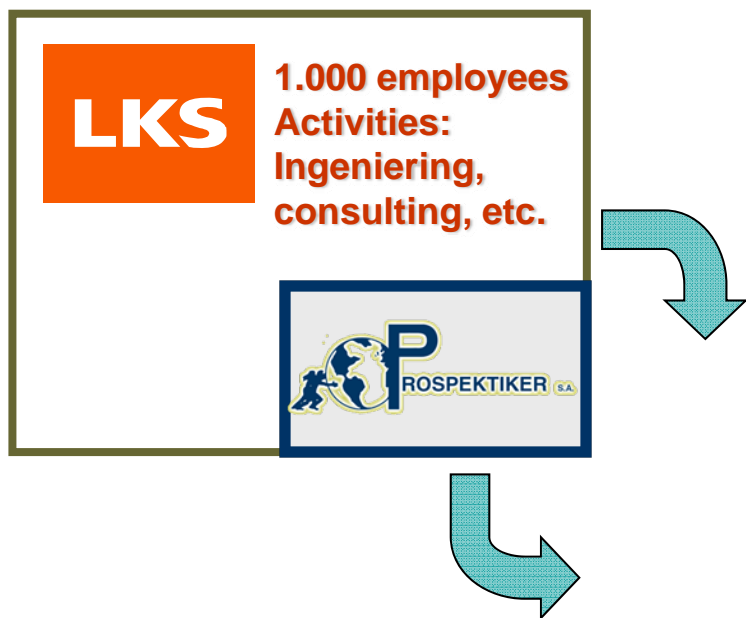 LKS
1.000 employees
Activities:
Ingeniering,
consulting, etc.
PROSPEKTIKER S.A.